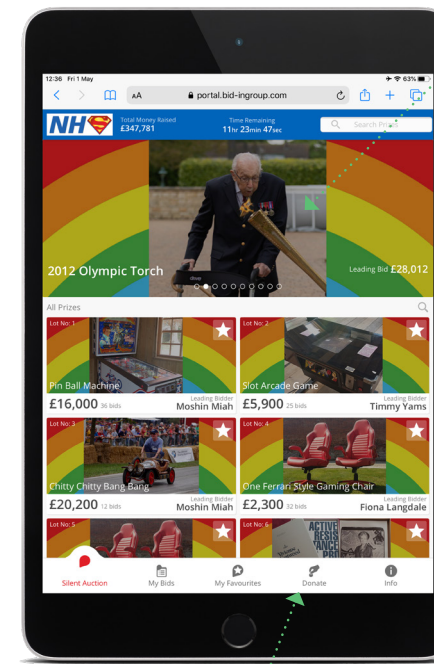 12:36 Fri 1 May
63%
AA
portal.bid-ingroup.com
NH
Total Money Raised
£347,781
Time Remaining
11hr 23min 47sec
Search Prizes
2012 Olympic Torch
Leading Bid £28,012
All Prizes
Lot No: 1
Pin Ball Machine
£16,000 36 bids
Leading Bidder
Moshin Miah
Lot No: 2
Slot Arcade Game
£5,900 25 bids
Leading Bidder
Timmy Yams
Lot No: 3
Chitty Chitty Bang Bang
£20,200 12 bids
Leading Bidder
Moshin Miah
Lot No: 4
One Ferrari Style Gaming Chair
£2,300 32 bids
Leading Bidder
Fiona Langdale
Lot No: 5
Lot No: 6
ACTIVE
RESIS
TANCE
PRO
Silent Auction
My Bids
My Favourites
Donate
Info